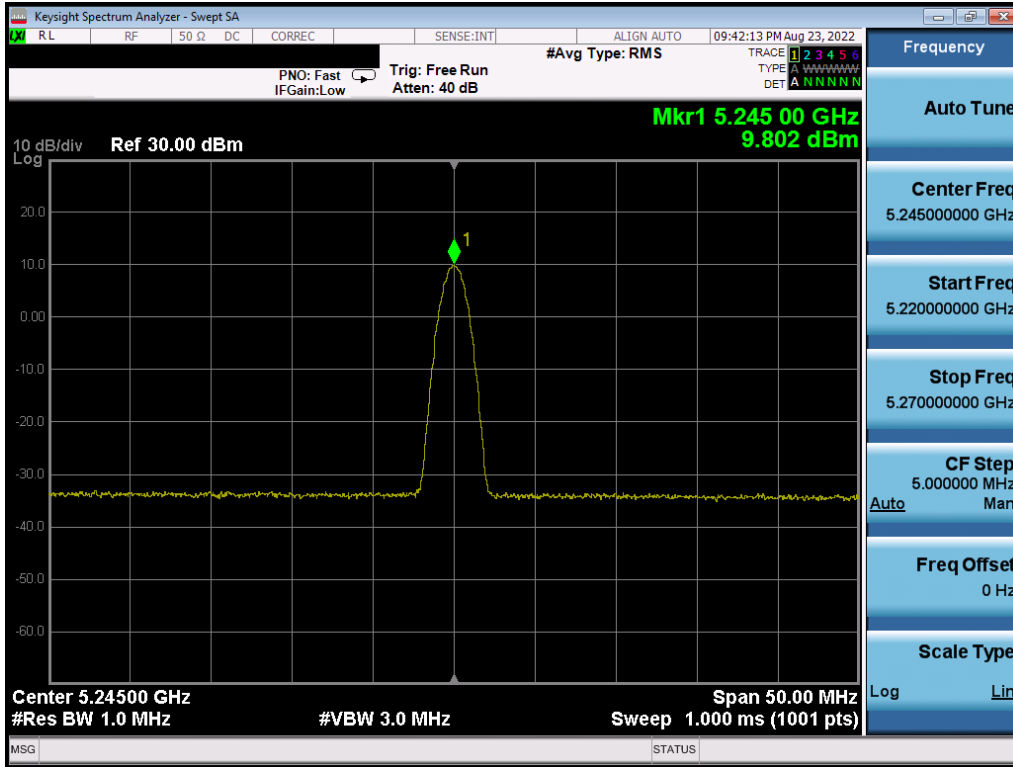 Keysight Spectrum Analyzer - Swept SA
LXI RL RF 50 Ω DC CORREC SENSE:INT ALIGN AUTO 09:42:13 PM Aug 23, 2022
PNO: Fast
IFGain:Low
Trig: Free Run
Atten: 40 dB
#Avg Type: RMS
TRACE 1 2 3 4 5 6
TYPE A WWWWW
DET A N N N N N
Frequency
Mkr1 5.245 00 GHz
9.802 dBm
10 dB/div Ref 30.00 dBm
Log
20.0
10.0
0.00
-10.0
-20.0
-30.0
-40.0
-50.0
-60.0
1
Center 5.24500 GHz Span 50.00 MHz
#Res BW 1.0 MHz #VBW 3.0 MHz Sweep 1.000 ms (1001 pts)
MSG STATUS
Auto Tune
Center Freq
5.245000000 GHz
Start Freq
5.220000000 GHz
Stop Freq
5.270000000 GHz
CF Step
5.000000 MHz
Auto Man
Freq Offset
0 Hz
Scale Type
Log Lin